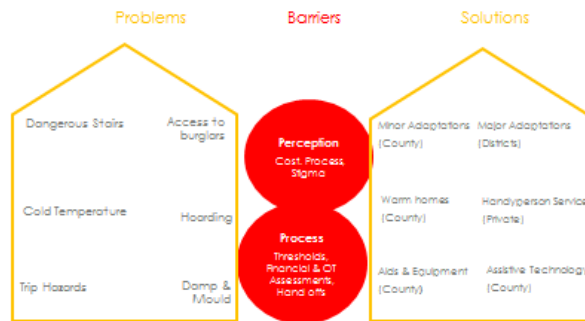 Problems
Barriers
Solutions
Dangerous Stairs
Access to
burglars
Cold Temperature
Hoarding
Trip Hazards
Damp &
Mould
Perception
Cost, Process,
Stigma
Process
Thresholds,
Financial & OT
Assessments,
Hand offs
Minor Adaptations
(County)
Major Adaptations
(Districts)
Warm homes
(County)
Handyperson Service
(Private)
Aids & Equipment
(County)
Assistive Technology
(County)